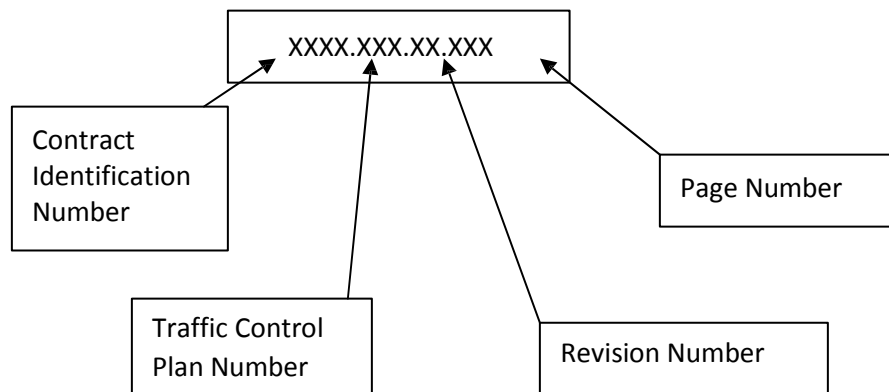 XXXX.XXX.XX.XXX
Contract
Identification
Number
Page Number
Traffic Control
Plan Number
Revision Number